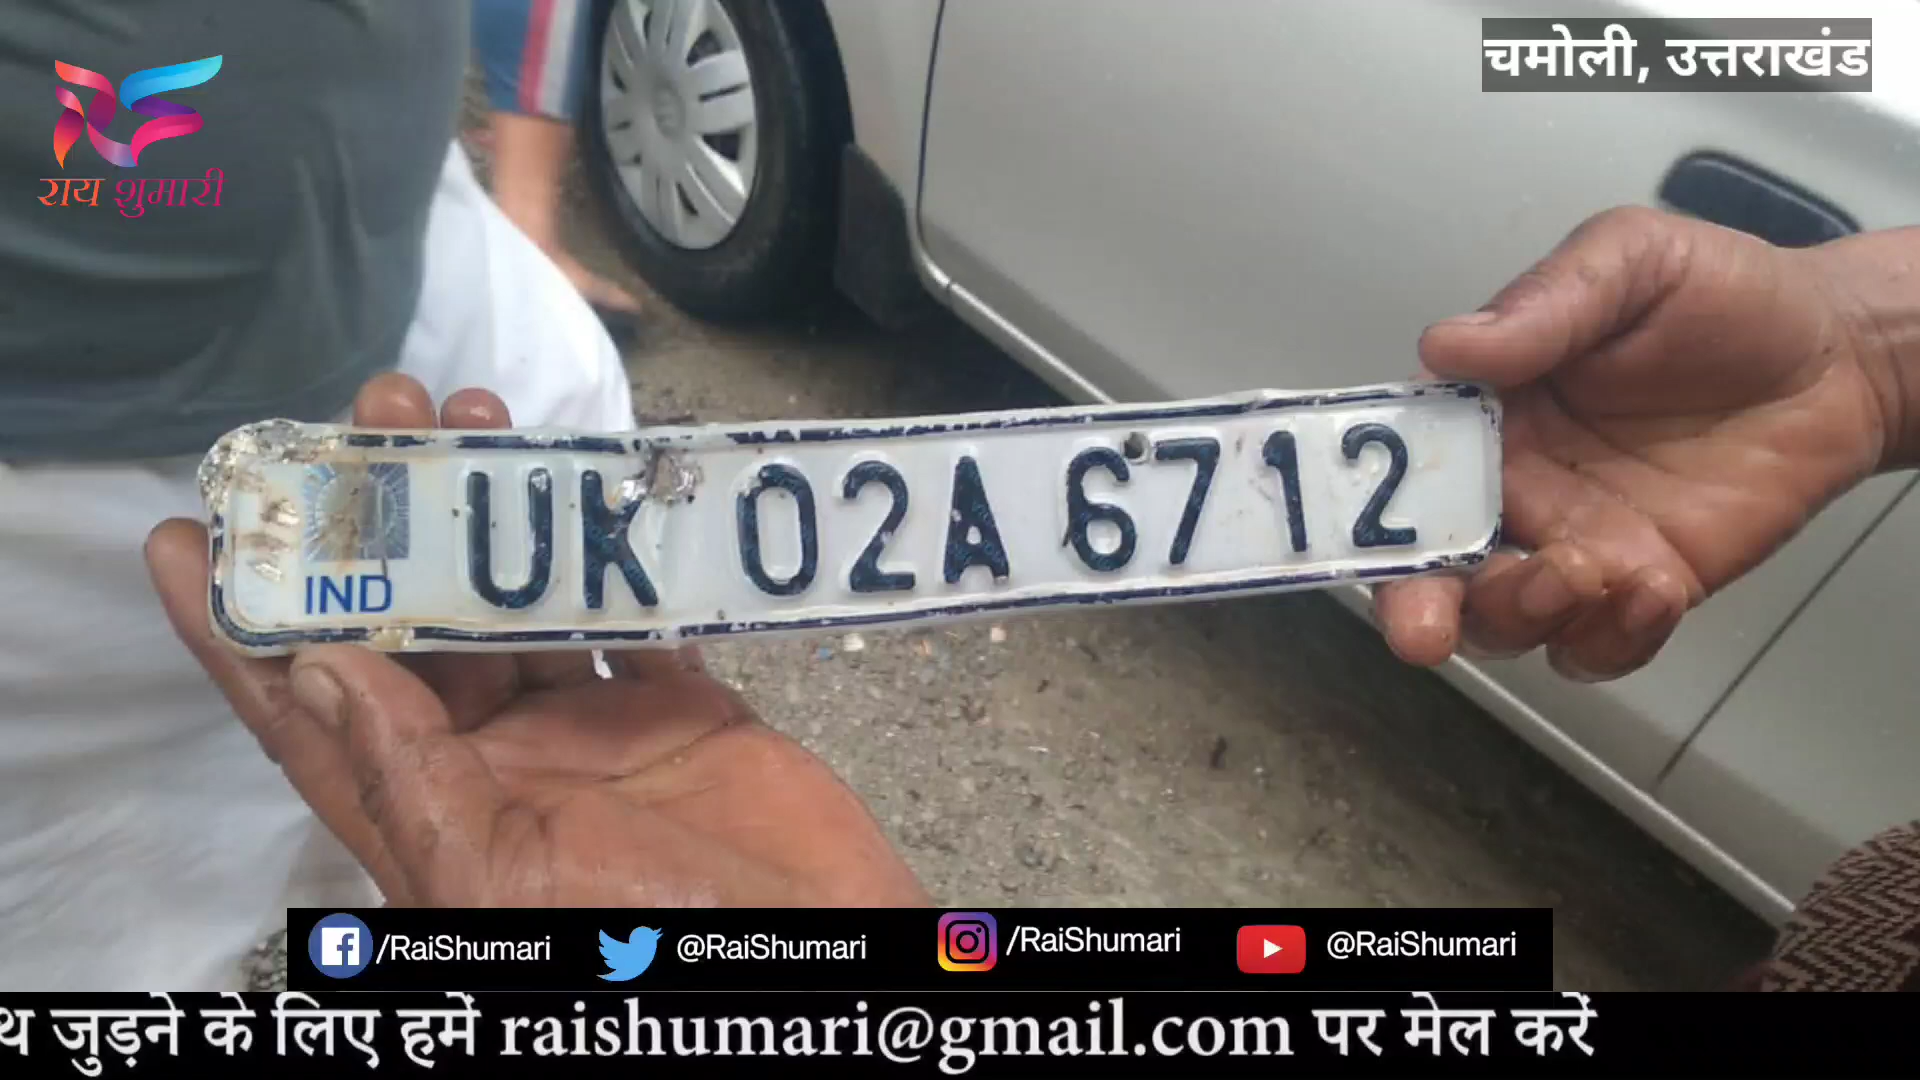 चमोली, उत्तराखंड
राय शुमारी
IND
UK 02A 6712
/RaiShumari @RaiShumari /RaiShumari @RaiShumari
थ जुड़ने के लिए हमें raishumari@gmail.com पर मेल करें